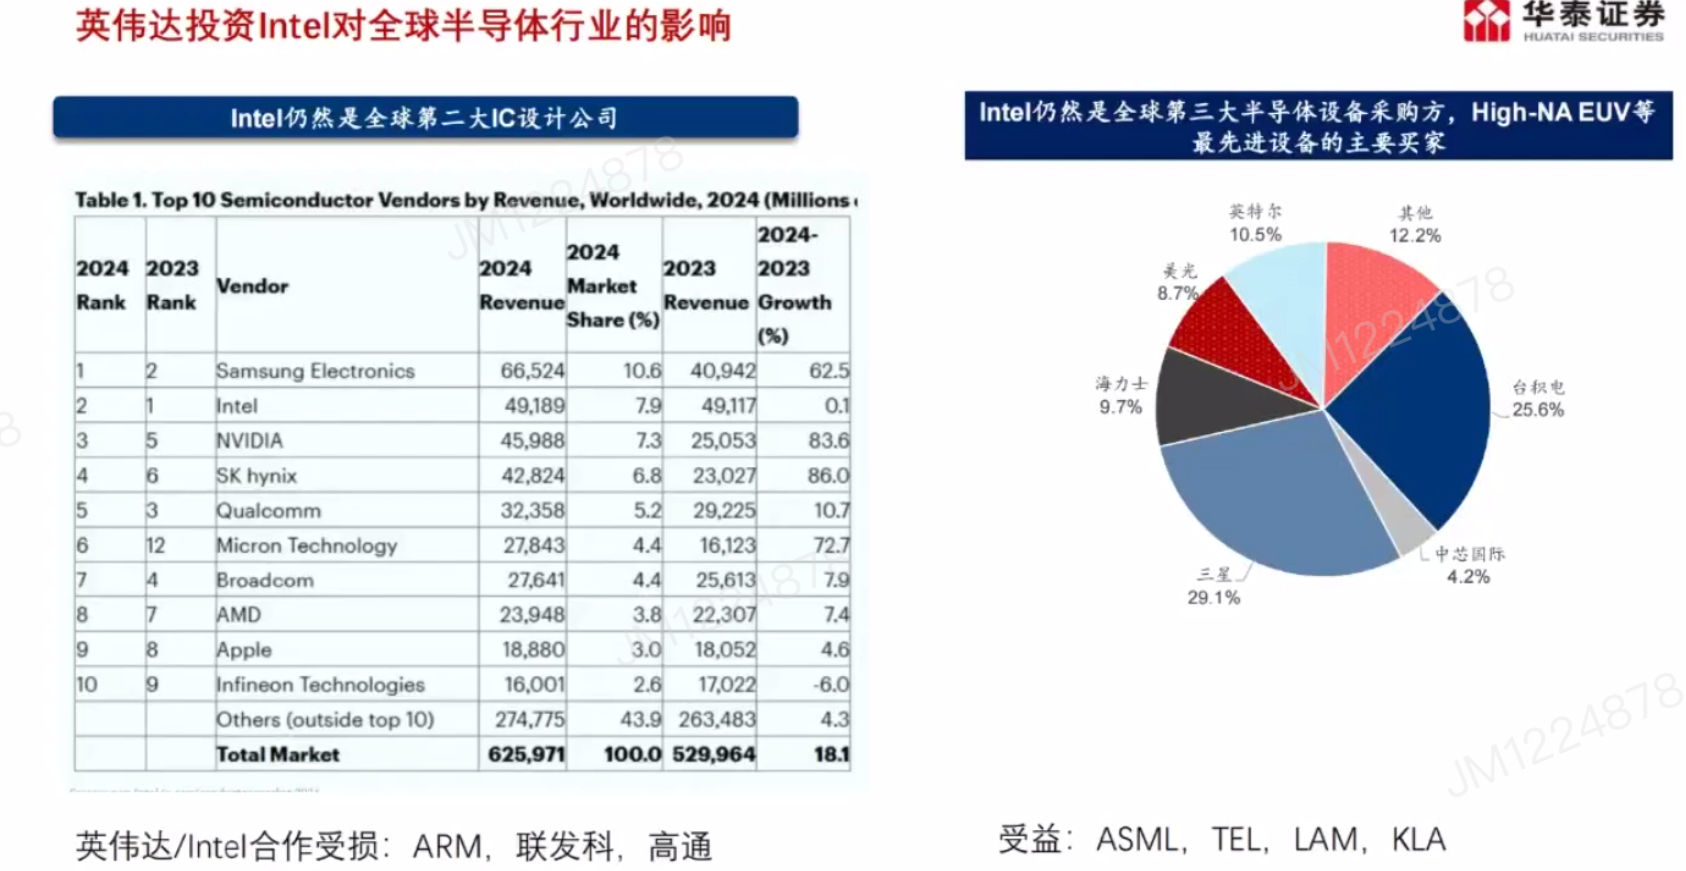 英伟达投资Intel对全球半导体行业的影响
华泰证券
HUATAI SECURITIES
Intel仍然是全球第二大IC设计公司
Table 1. Top 10 Semiconductor Vendors by Revenue, Worldwide, 2024 (Millions
2024 Rank 2023 Rank Vendor 2024 Revenue 2024 Market Share (%) 2023 Revenue 2024-2023 Growth (%)
1 2 Samsung Electronics 66,524 10.6 40,942 62.5
2 1 Intel 49,189 7.9 49,117 0.1
3 5 NVIDIA 45,988 7.3 25,053 83.6
4 6 SK hynix 42,824 6.8 23,027 86.0
5 3 Qualcomm 32,358 5.2 29,225 10.7
6 12 Micron Technology 27,843 4.4 16,123 72.7
7 4 Broadcom 27,641 4.4 25,613 7.9
8 7 AMD 23,948 3.8 22,307 7.4
9 8 Apple 18,880 3.0 18,052 4.6
10 9 Infineon Technologies 16,001 2.6 17,022 -6.0
Others (outside top 10) 274,775 43.9 263,483 4.3
Total Market 625,971 100.0 529,964 18.1
英伟达/Intel合作受损：ARM，联发科，高通
Intel仍然是全球第三大半导体设备采购方，High-NA EUV等
最先进设备的主要买家
英特尔
10.5%
其他
12.2%
美光
8.7%
海力士
9.7%
台积电
25.6%
中芯国际
4.2%
三星
29.1%
受益：ASML，TEL，LAM，KLA
JM1224878
JM1224878
JM1224878
JM1224878